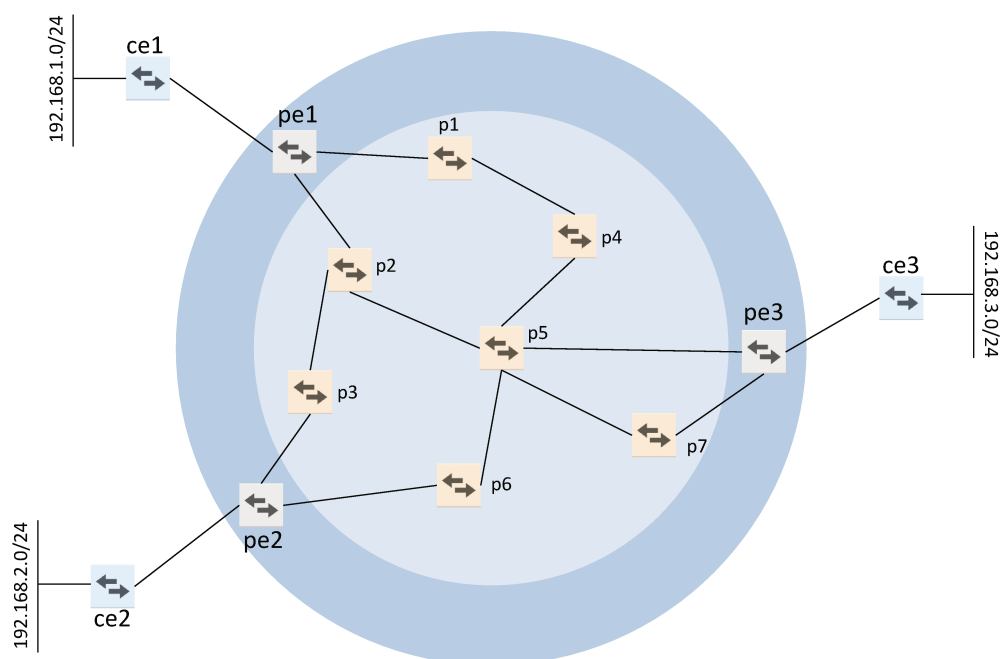 192.168.1.0/24
ce1
pe1
p1
p4
p2
ce3
192.168.3.0/24
pe3
p5
p3
p7
p6
pe2
192.168.2.0/24
ce2